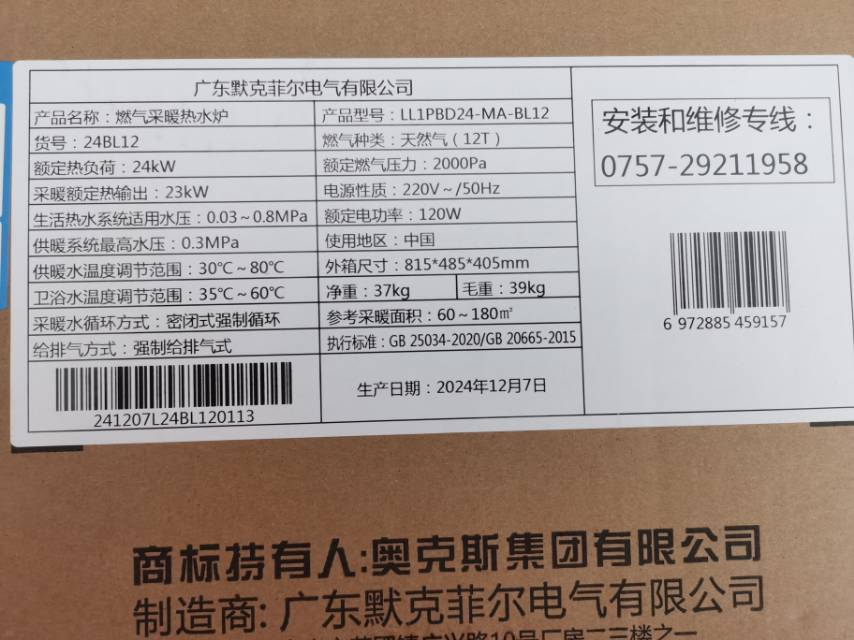 广东默克菲尔电气有限公司
产品名称：燃气采暖热水炉
产品型号：LL1PBD24-MA-BL12
货号：24BL12
燃气种类：天然气（12T）
额定热负荷：24kW
额定燃气压力：2000Pa
采暖额定热输出：23kW
电源性质：220V～/50Hz
生活热水系统适用水压：0.03～0.8MPa
额定电功率：120W
供暖系统最高水压：0.3MPa
使用地区：中国
供暖水温度调节范围：30℃～80℃
外箱尺寸：815*485*405mm
卫浴水温度调节范围：35℃～60℃
净重：37kg
毛重：39kg
采暖水循环方式：密闭式强制循环
参考采暖面积：60～180㎡
给排气方式：强制给排气式
执行标准：GB 25034-2020/GB 20665-2015
241207L24BL120113
生产日期：2024年12月7日
安装和维修专线：
0757-29211958
6 972885 459157
商标持有人:奥克斯集团有限公司
制造商:广东默克菲尔电气有限公司
兴路10号厂房二三楼之一